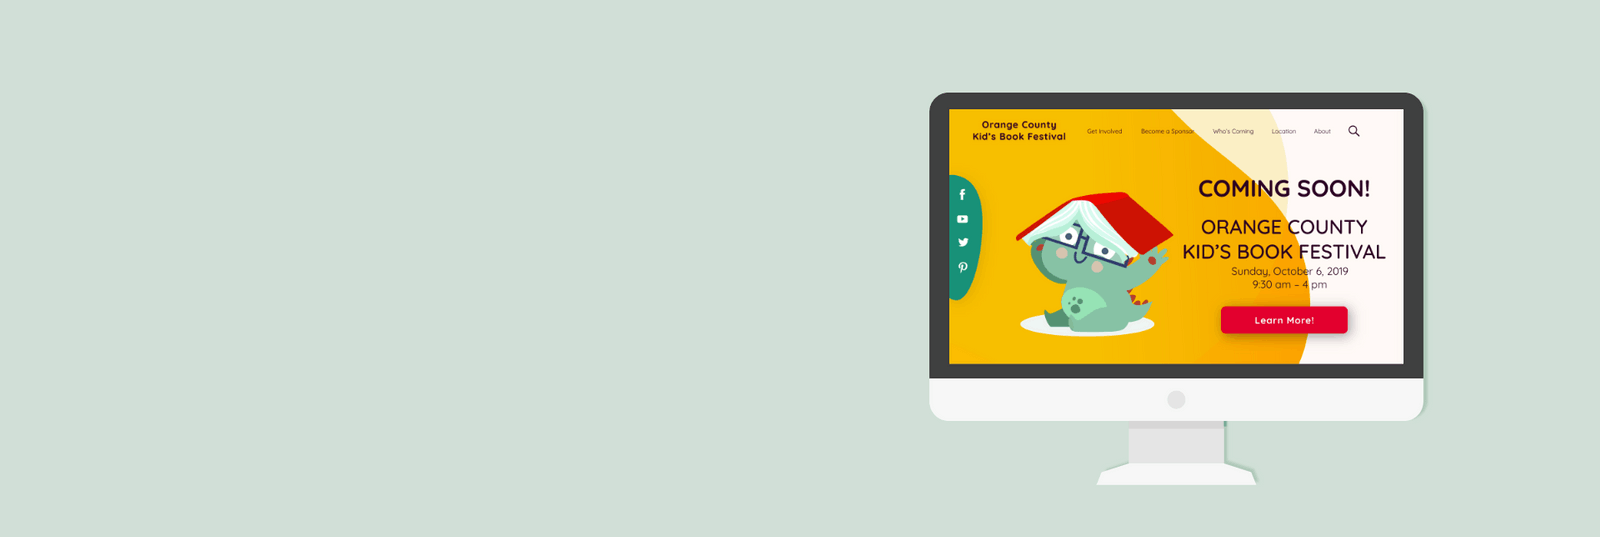 Orange County
Kid's Book Festival
Get Involved
Become a Sponsor
Who's Coming
Location
About
COMING SOON!
ORANGE COUNTY
KID'S BOOK FESTIVAL
Sunday, October 6, 2019
9:30 am – 4 pm
Learn More!